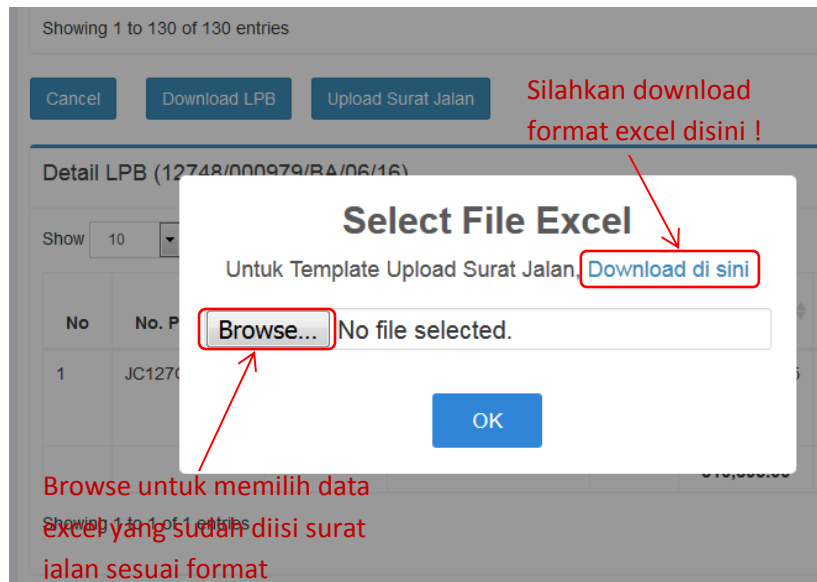 Showing 1 to 130 of 130 entries
Cancel
Download LPB
Upload Surat Jalan
Silahkan download
format excel disini !
Detail LPB (12748/000979/BA/06/16)
Show 10
Select File Excel
Untuk Template Upload Surat Jalan, Download di sini
No
No. P
Browse... No file selected.
1
OK
Browse untuk memilih data
Showing 1 to 1 of 1 entries
excel yang sudah diisi surat
jalan sesuai format